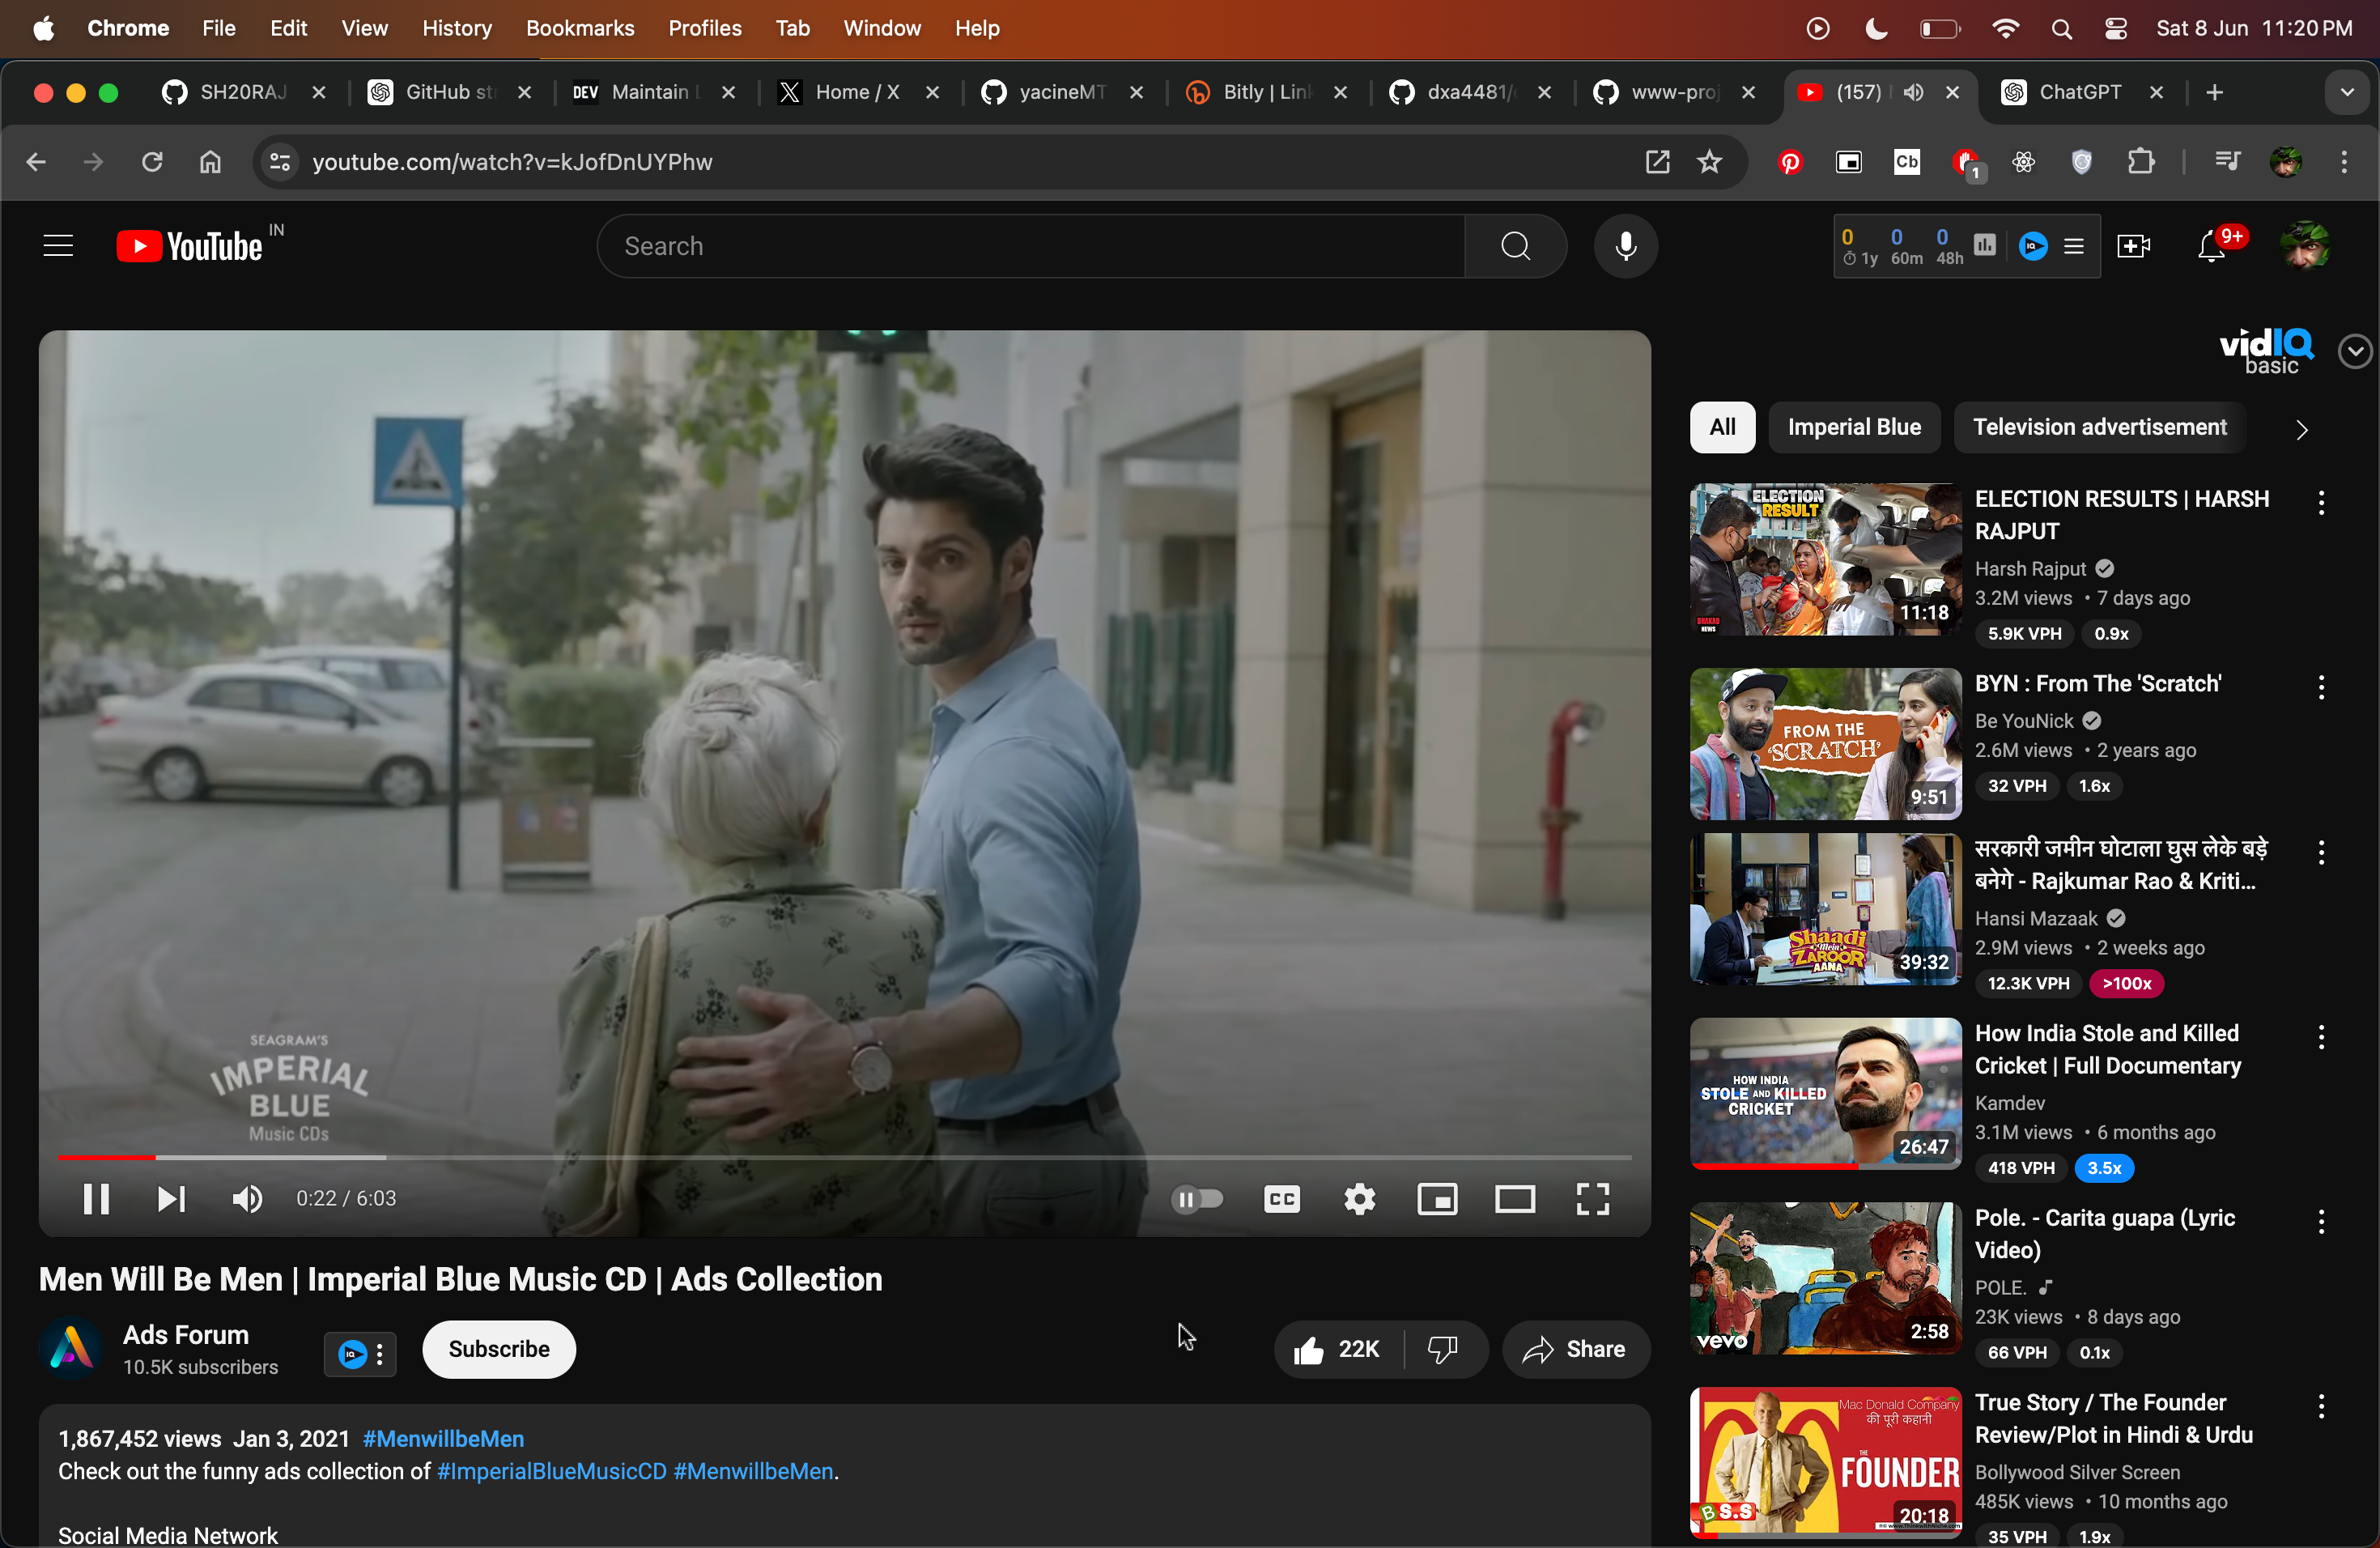 Chrome File Edit View History Bookmarks Profiles Tab Window Help
Sat 8 Jun 11:20 PM
SH20RAJ
GitHub st
DEV Maintain
Home / X
yacineMT
Bitly | Link
dxa4481/
www-proj
(157)
ChatGPT
youtube.com/watch?v=kJofDnUYPhw
Cb
1
YouTube IN
Search
0 0 0
1y 60m 48h
9+
vidIQ
basic
All
Imperial Blue
Television advertisement
SEAGRAM'S
IMPERIAL
BLUE
Music CDs
0:22 / 6:03
CC
Men Will Be Men | Imperial Blue Music CD | Ads Collection
Ads Forum
10.5K subscribers
Subscribe
22K
Share
1,867,452 views Jan 3, 2021 #MenwillbeMen
Check out the funny ads collection of #ImperialBlueMusicCD #MenwillbeMen.
Social Media Network
ELECTION
RESULT
11:18
ELECTION RESULTS | HARSH
RAJPUT
Harsh Rajput
3.2M views • 7 days ago
5.9K VPH 0.9x
FROM THE
'SCRATCH'
9:51
BYN : From The 'Scratch'
Be YouNick
2.6M views • 2 years ago
32 VPH 1.6x
Shaadi
Mein
ZAROOR
AANA
39:32
सरकारी जमीन घोटाला घुस लेके बड़े
बनेगे - Rajkumar Rao & Kriti...
Hansi Mazaak
2.9M views • 2 weeks ago
12.3K VPH >100x
HOW INDIA
STOLE AND KILLED
CRICKET
26:47
How India Stole and Killed
Cricket | Full Documentary
Kamdev
3.1M views • 6 months ago
418 VPH 3.5x
vevo
2:58
Pole. - Carita guapa (Lyric
Video)
POLE.
23K views • 8 days ago
66 VPH 0.1x
Mac Donald Company
की पूरी कहानी
THE
FOUNDER
B S.S
20:18
True Story / The Founder
Review/Plot in Hindi & Urdu
Bollywood Silver Screen
485K views • 10 months ago
35 VPH 1.9x